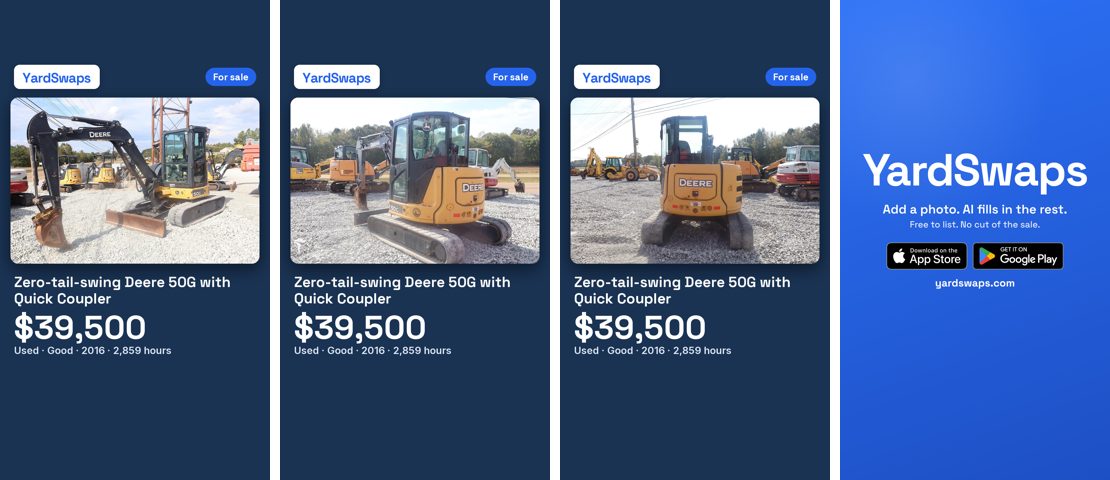 YardSwaps
For sale
DEERE
Zero-tail-swing Deere 50G with
Quick Coupler
$39,500
Used · Good · 2016 · 2,859 hours
YardSwaps
For sale
DEERE
Zero-tail-swing Deere 50G with
Quick Coupler
$39,500
Used · Good · 2016 · 2,859 hours
YardSwaps
For sale
DEERE
Zero-tail-swing Deere 50G with
Quick Coupler
$39,500
Used · Good · 2016 · 2,859 hours
YardSwaps
Add a photo. AI fills in the rest.
Free to list. No cut of the sale.
Download on the
App Store
GET IT ON
Google Play
yardswaps.com